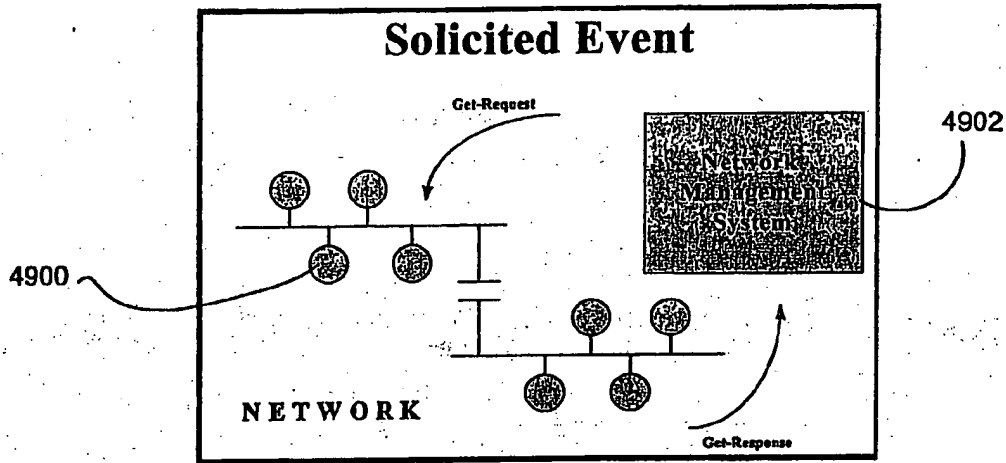 Solicited Event
Get-Request
4902
Network
Management
System
4900
NETWORK
Get-Response